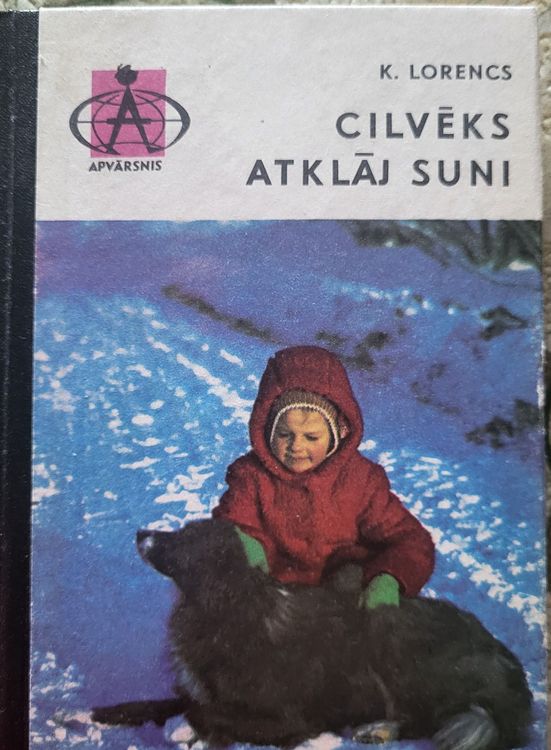 APVĀRSNIS
K. LORENCS
CILVĒKS
ATKLĀJ SUNI